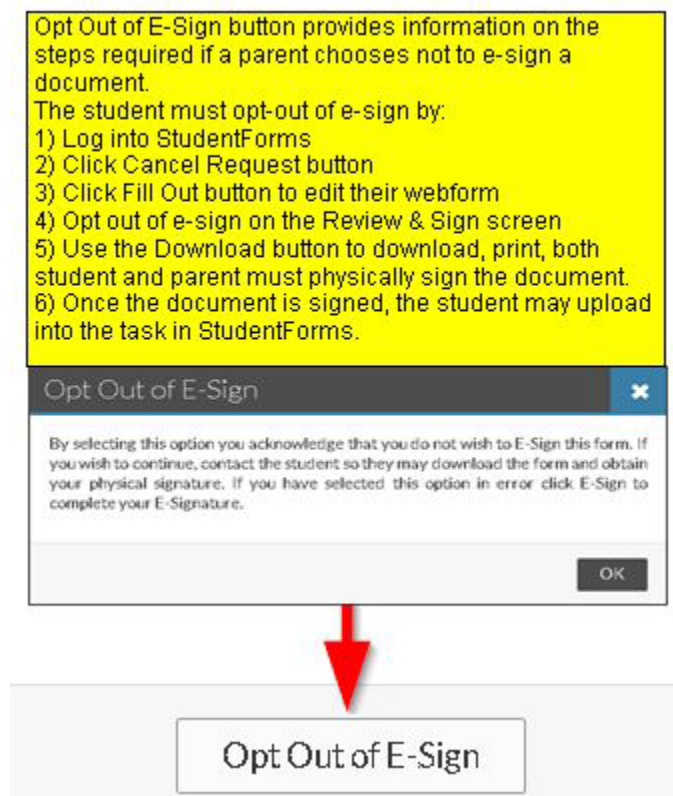 Opt Out of E-Sign button provides information on the
steps required if a parent chooses not to e-sign a
document.
The student must opt-out of e-sign by:
1) Log into StudentForms
2) Click Cancel Request button
3) Click Fill Out button to edit their webform
4) Opt out of e-sign on the Review & Sign screen
5) Use the Download button to download, print, both
student and parent must physically sign the document.
6) Once the document is signed, the student may upload
into the task in StudentForms.
Opt Out of E-Sign
By selecting this option you acknowledge that you do not wish to E-Sign this form. If
you wish to continue, contact the student so they may download the form and obtain
your physical signature. If you have selected this option in error click E-Sign to
complete your E-Signature.
OK
Opt Out of E-Sign